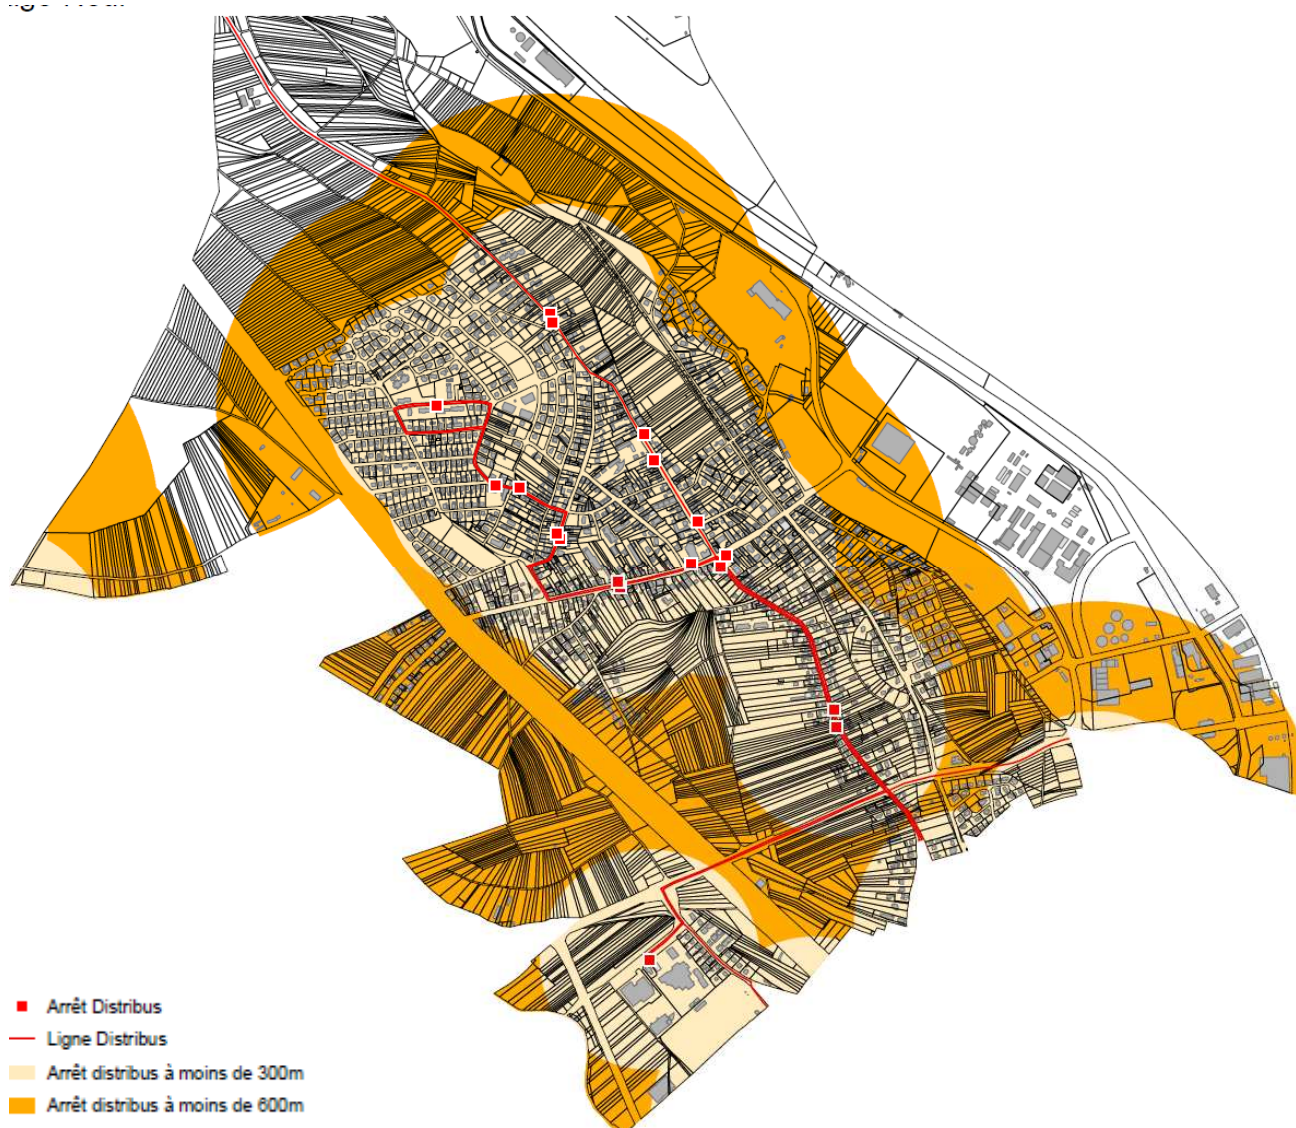 Arrêt Distribus
Ligne Distribus
Arrêt distribus à moins de 300m
Arrêt distribus à moins de 600m